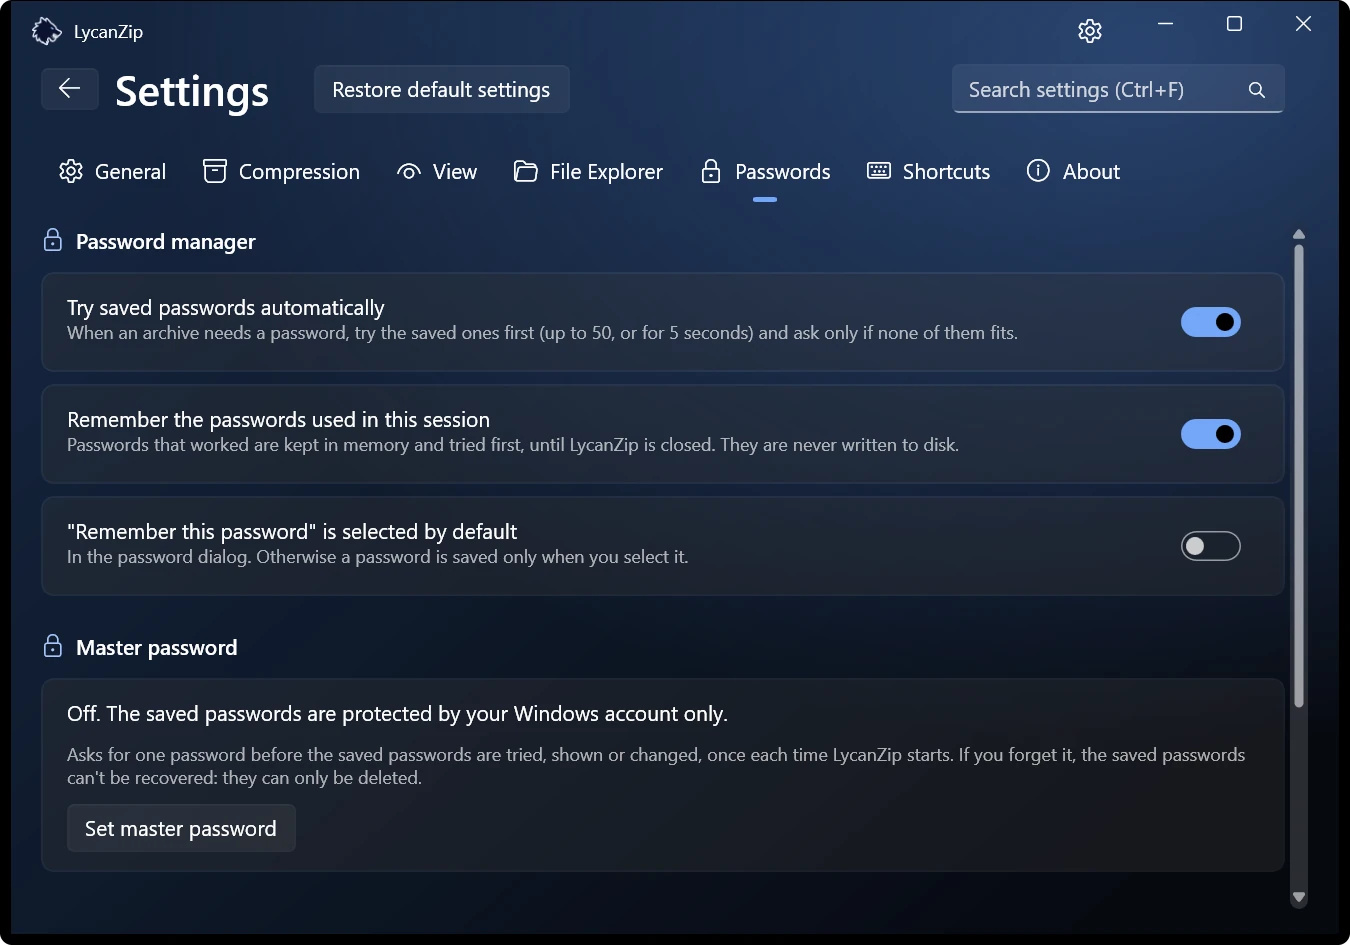 LycanZip
Settings
Restore default settings
Search settings (Ctrl+F)
General
Compression
View
File Explorer
Passwords
Shortcuts
About
Password manager
Try saved passwords automatically
When an archive needs a password, try the saved ones first (up to 50, or for 5 seconds) and ask only if none of them fits.
Remember the passwords used in this session
Passwords that worked are kept in memory and tried first, until LycanZip is closed. They are never written to disk.
"Remember this password" is selected by default
In the password dialog. Otherwise a password is saved only when you select it.
Master password
Off. The saved passwords are protected by your Windows account only.
Asks for one password before the saved passwords are tried, shown or changed, once each time LycanZip starts. If you forget it, the saved passwords
can't be recovered: they can only be deleted.
Set master password